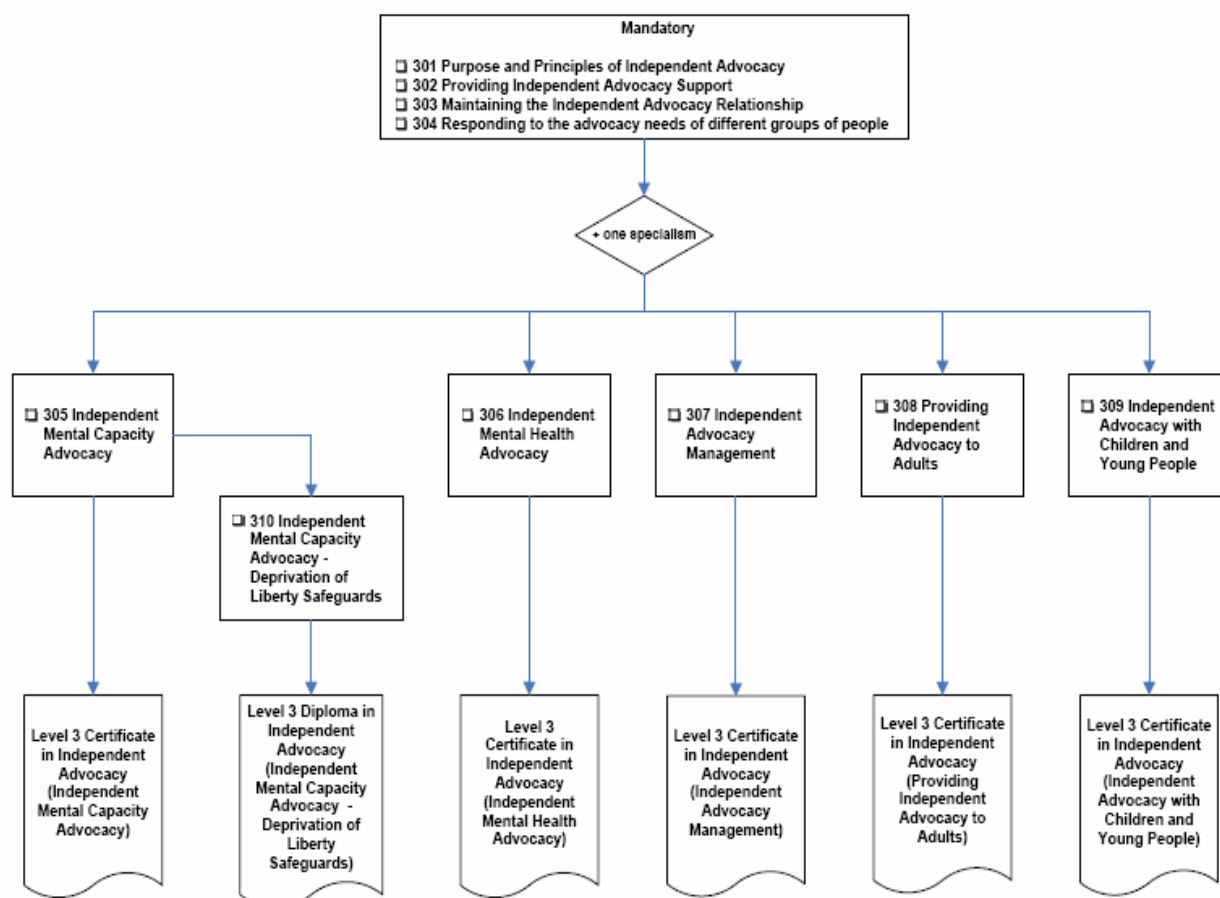 Mandatory
❑ 301 Purpose and Principles of Independent Advocacy
❑ 302 Providing Independent Advocacy Support
❑ 303 Maintaining the Independent Advocacy Relationship
❑ 304 Responding to the advocacy needs of different groups of people
+ one specialism
❑ 305 Independent
Mental Capacity
Advocacy
❑ 310 Independent
Mental Capacity
Advocacy -
Deprivation of
Liberty Safeguards
❑ 306 Independent
Mental Health
Advocacy
❑ 307 Independent
Advocacy
Management
❑ 308 Providing
Independent
Advocacy to
Adults
❑ 309 Independent
Advocacy with
Children and
Young People
Level 3 Certificate
in Independent
Advocacy
(Independent
Mental Capacity
Advocacy)
Level 3 Diploma in
Independent
Advocacy
(Independent
Mental Capacity
Advocacy -
Deprivation of
Liberty
Safeguards)
Level 3
Certificate in
Independent
Advocacy
(Independent
Mental Health
Advocacy)
Level 3 Certificate
in Independent
Advocacy
(Independent
Advocacy
Management)
Level 3 Certificate
in Independent
Advocacy
(Providing
Independent
Advocacy to
Adults)
Level 3 Certificate
in Independent
Advocacy
(Independent
Advocacy with
Children and
Young People)